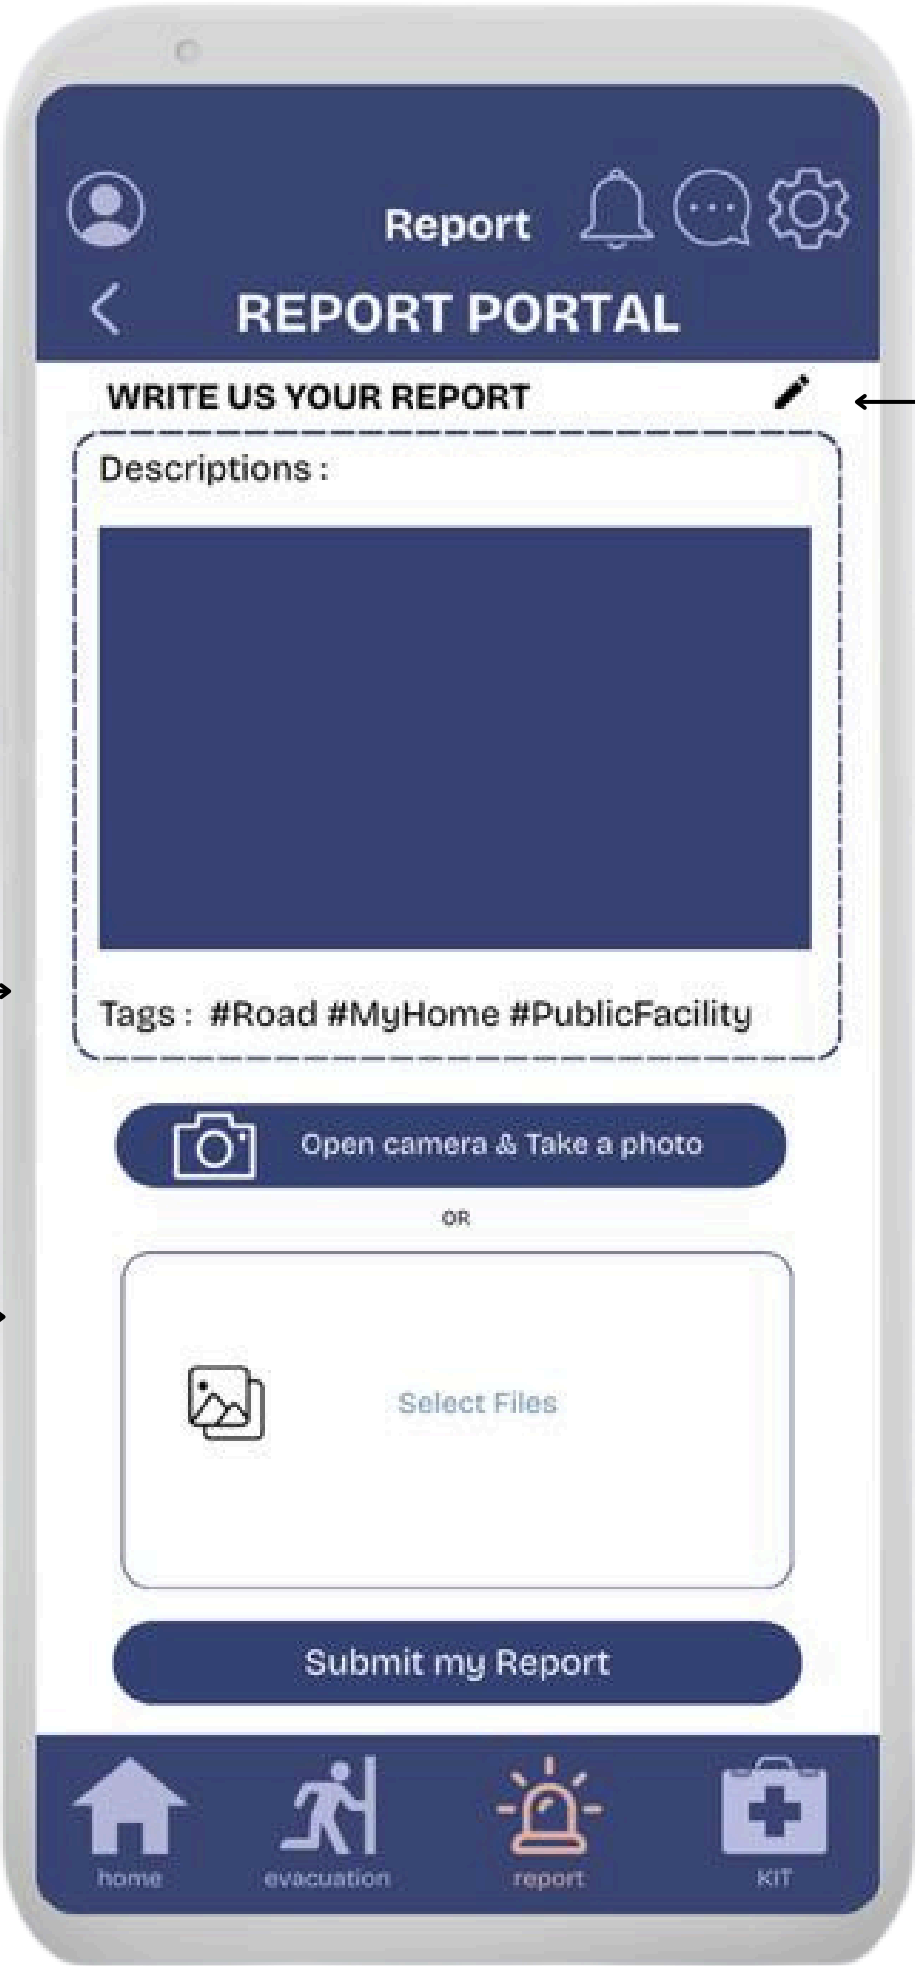 Report
REPORT PORTAL
WRITE US YOUR REPORT
Descriptions :
Tags : #Road #MyHome #PublicFacility
Open camera & Take a photo
OR
Select Files
Submit my Report
home evacuation report KIT